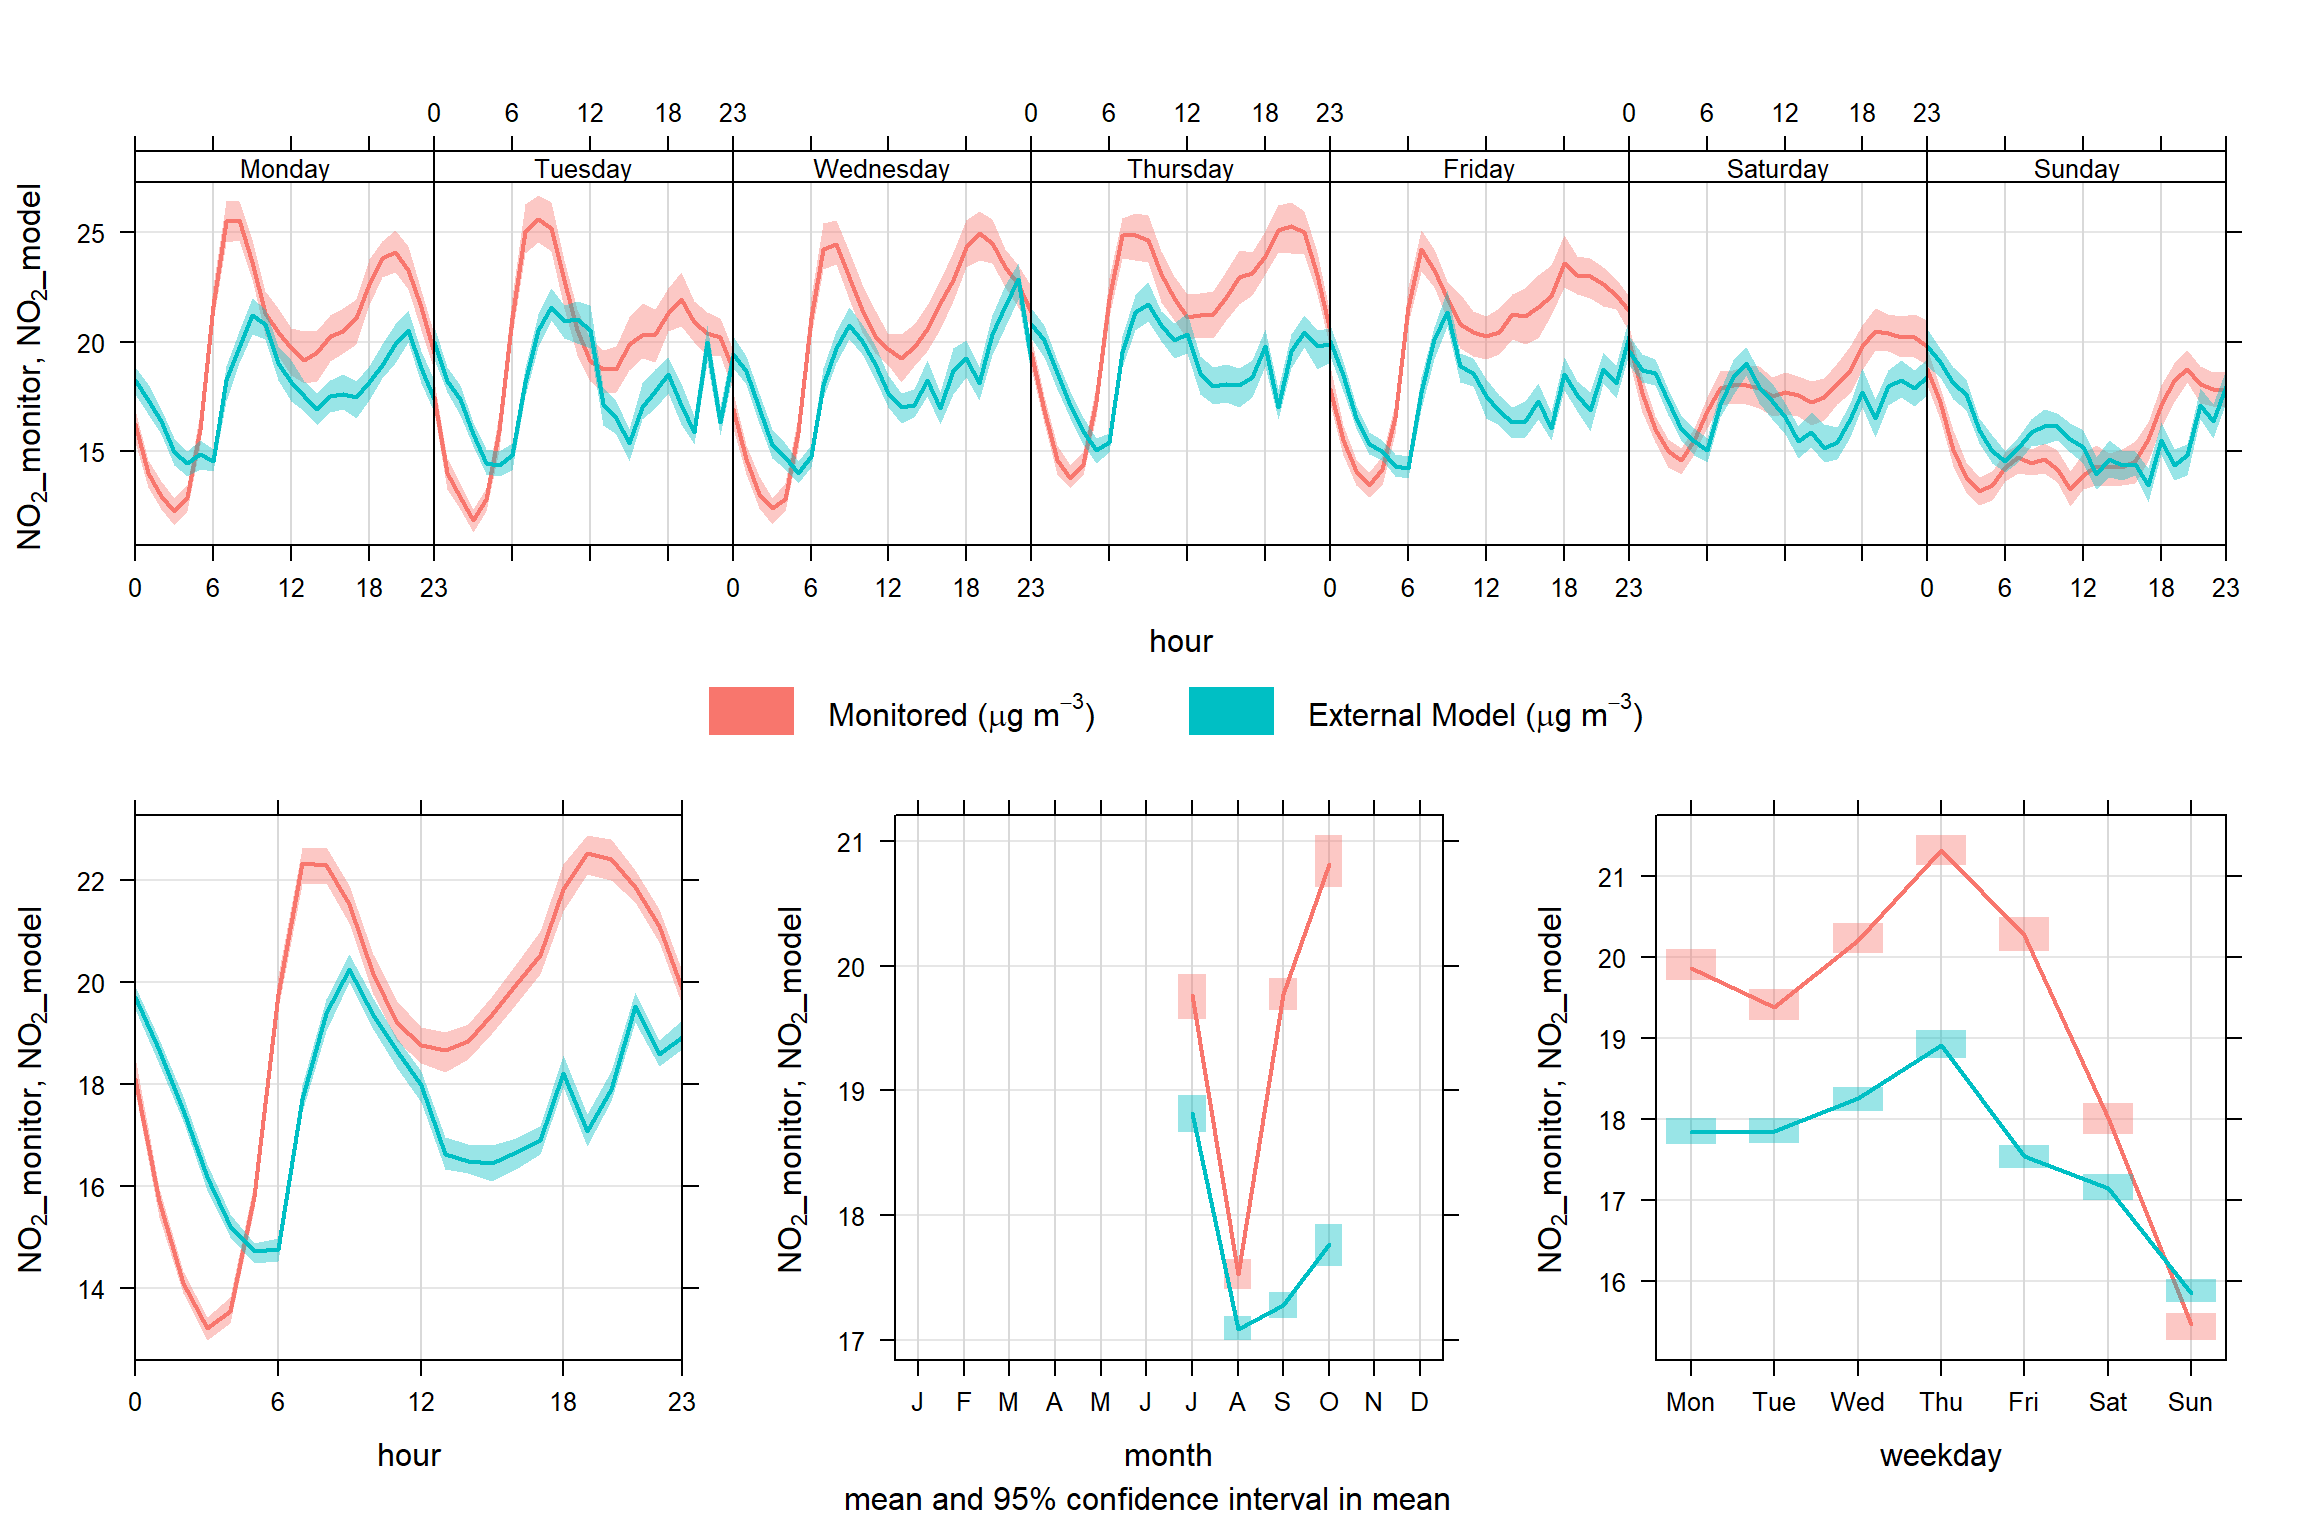 0 6 12 18 23 0 6 12 18 23 0 6 12 18 23
Monday Tuesday Wednesday Thursday Friday Saturday Sunday
NO₂_monitor, NO₂_model
25
20
15
0 6 12 18 23 0 6 12 18 23 0 6 12 18 23 0 6 12 18 23
hour
Monitored (μg m⁻³) External Model (μg m⁻³)
NO₂_monitor, NO₂_model
22
20
18
16
14
0 6 12 18 23
hour
NO₂_monitor, NO₂_model
21
20
19
18
17
J F M A M J J A S O N D
month
NO₂_monitor, NO₂_model
21
20
19
18
17
16
Mon Tue Wed Thu Fri Sat Sun
weekday
mean and 95% confidence interval in mean